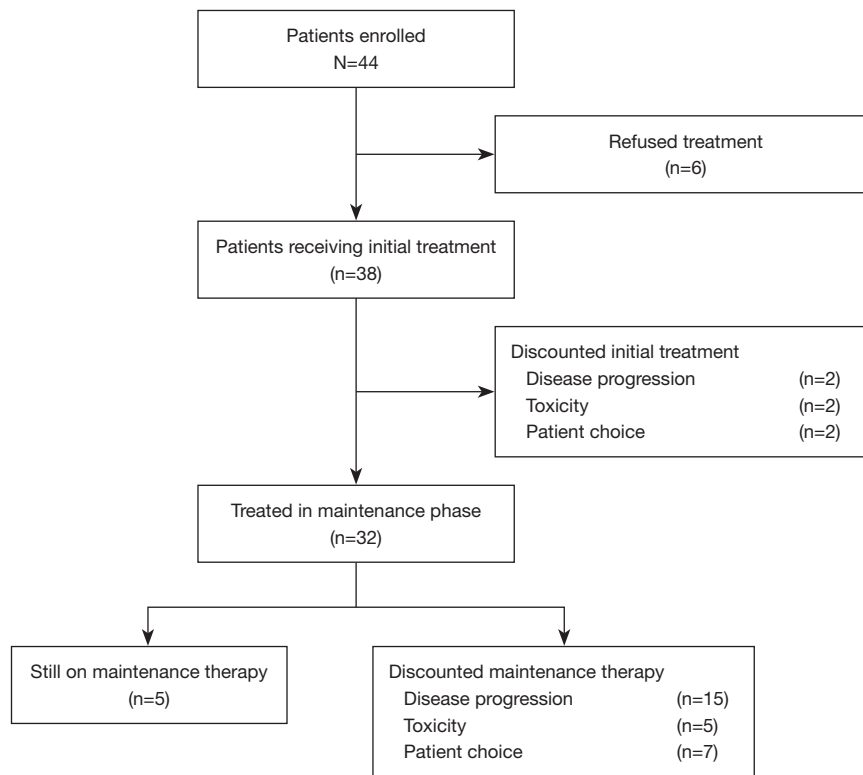 Patients enrolled
N=44
Refused treatment
(n=6)
Patients receiving initial treatment
(n=38)
Discounted initial treatment
Disease progression (n=2)
Toxicity (n=2)
Patient choice (n=2)
Treated in maintenance phase
(n=32)
Still on maintenance therapy
(n=5)
Discounted maintenance therapy
Disease progression (n=15)
Toxicity (n=5)
Patient choice (n=7)